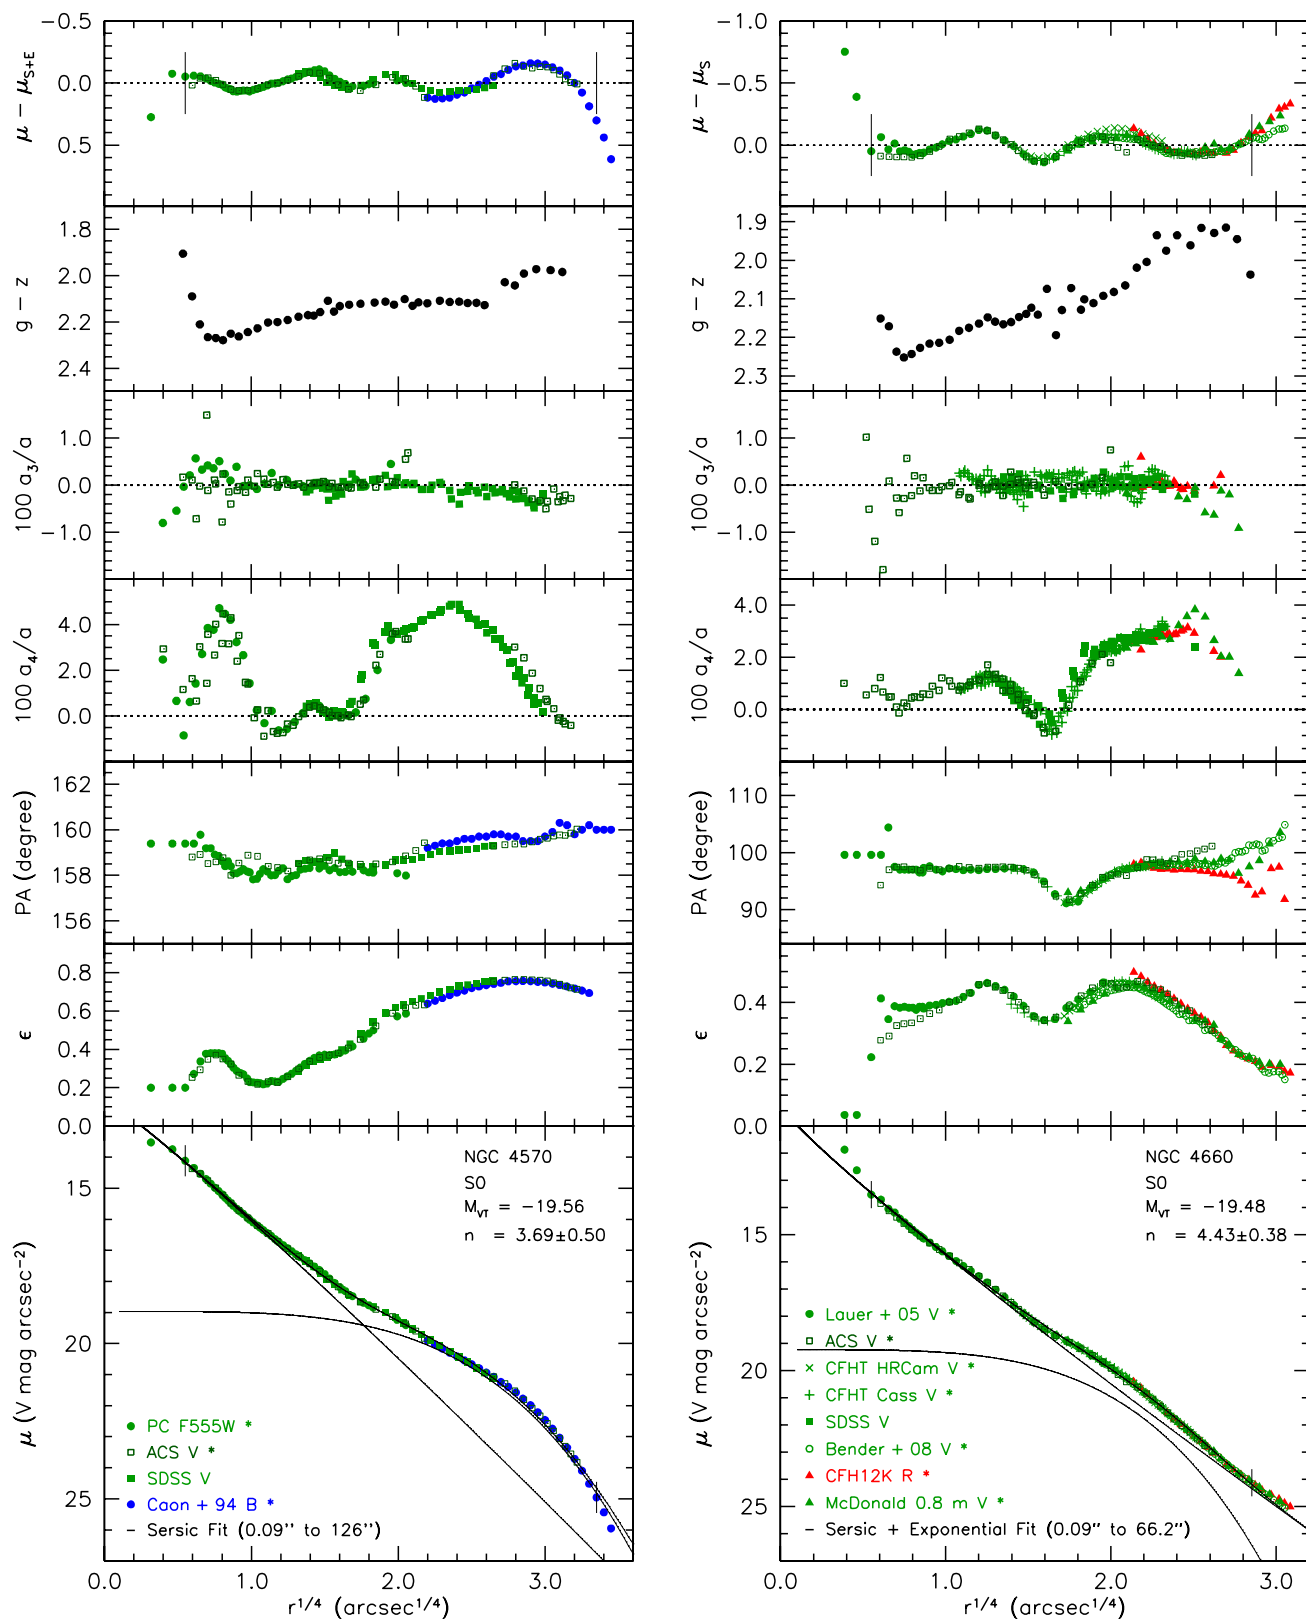 −0.5
0.0
0.5
μ − μS+E
1.8
2.0
2.2
2.4
g − z
1.0
0.0
−1.0
100 a3/a
4.0
2.0
0.0
100 a4/a
162
160
158
156
PA (degree)
0.8
0.6
0.4
0.2
0.0
ϵ
15
20
25
μ (V mag arcsec−2)
NGC 4570
S0
MVT = −19.56
n = 3.69±0.50
PC F555W *
ACS V *
SDSS V
Caon + 94 B *
– Sersic Fit (0.09'' to 126'')
0.0 1.0 2.0 3.0
r1/4 (arcsec1/4)
−1.0
−0.5
0.0
μ − μS
1.9
2.0
2.1
2.2
2.3
g − z
1.0
0.0
−1.0
100 a3/a
4.0
2.0
0.0
100 a4/a
110
100
90
PA (degree)
0.4
0.2
0.0
ϵ
15
20
25
μ (V mag arcsec−2)
NGC 4660
S0
MVT = −19.48
n = 4.43±0.38
Lauer + 05 V *
ACS V *
CFHT HRCam V *
CFHT Cass V *
SDSS V
Bender + 08 V *
CFH12K R *
McDonald 0.8 m V *
– Sersic + Exponential Fit (0.09'' to 66.2'')
0.0 1.0 2.0 3.0
r1/4 (arcsec1/4)